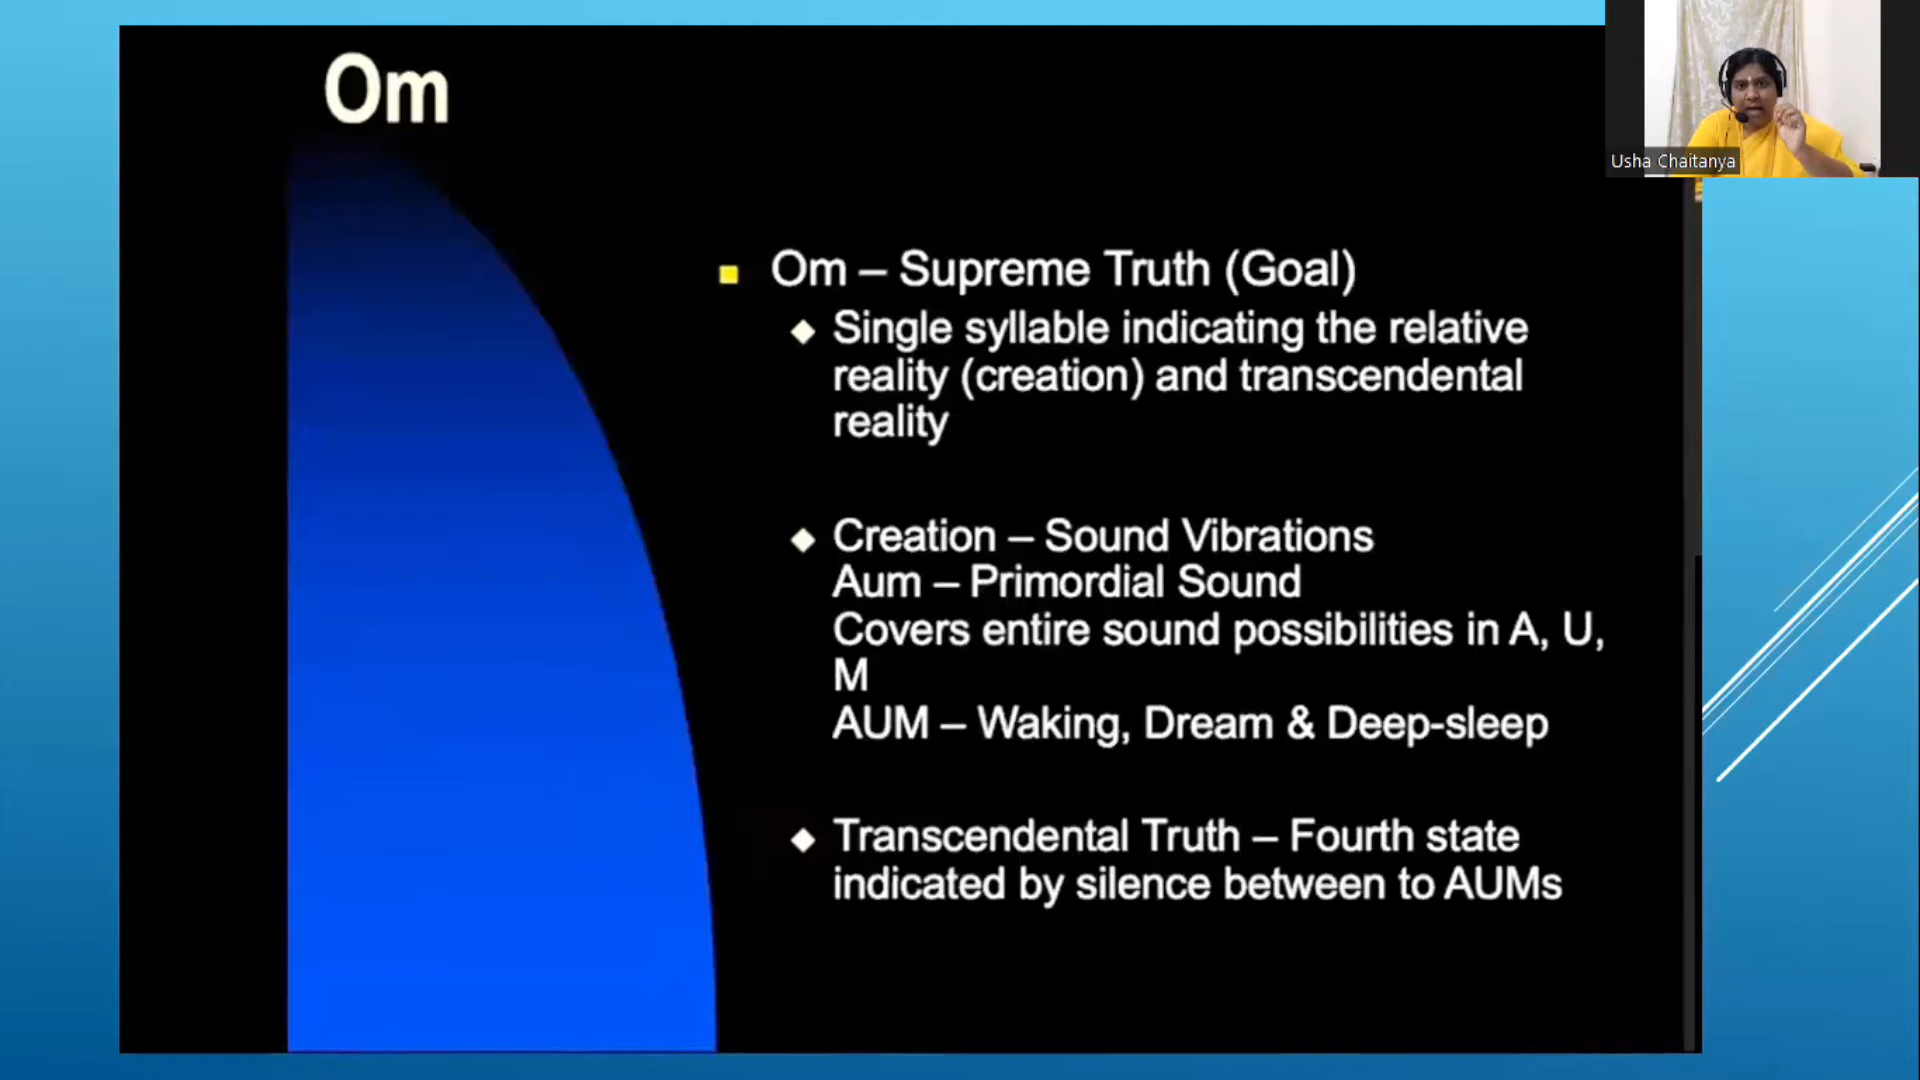 Om
Usha Chaitanya
Om – Supreme Truth (Goal)
Single syllable indicating the relative
reality (creation) and transcendental
reality
Creation – Sound Vibrations
Aum – Primordial Sound
Covers entire sound possibilities in A, U,
M
AUM – Waking, Dream & Deep-sleep
Transcendental Truth – Fourth state
indicated by silence between to AUMs